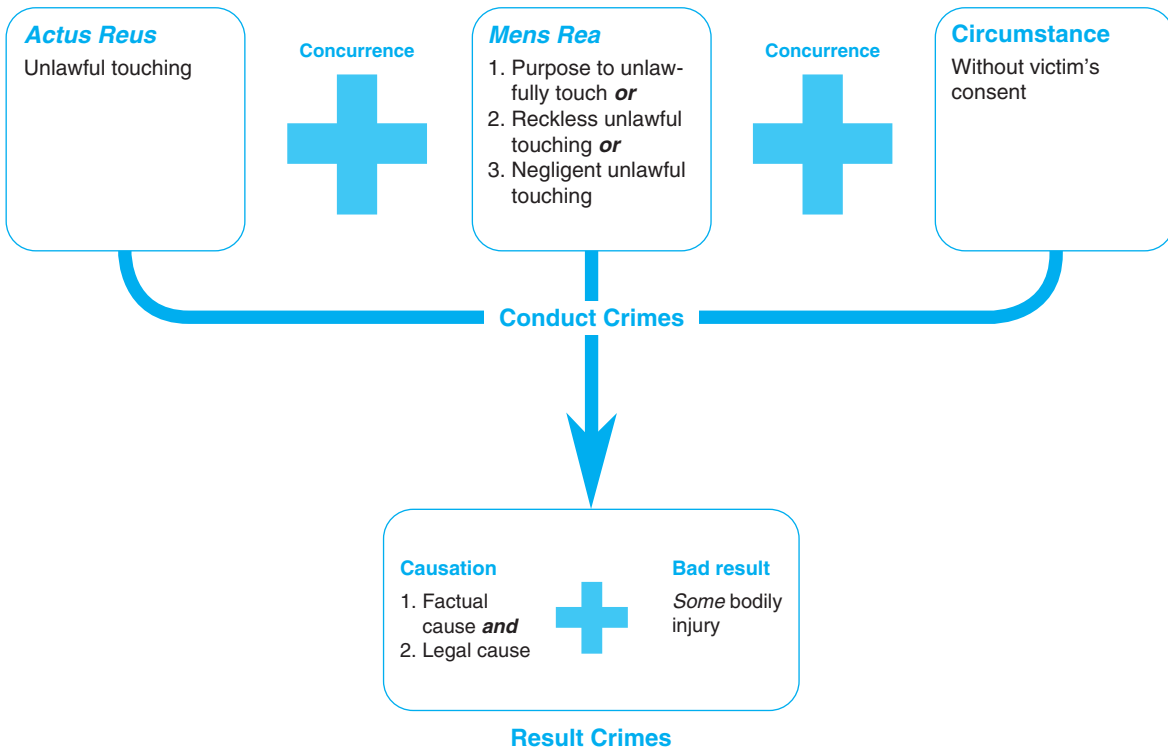 Actus Reus
Unlawful touching
Concurrence
Mens Rea
1. Purpose to unlaw-
fully touch or
2. Reckless unlawful
touching or
3. Negligent unlawful
touching
Concurrence
Circumstance
Without victim's
consent
Conduct Crimes
Causation
1. Factual
cause and
2. Legal cause
Bad result
Some bodily
injury
Result Crimes